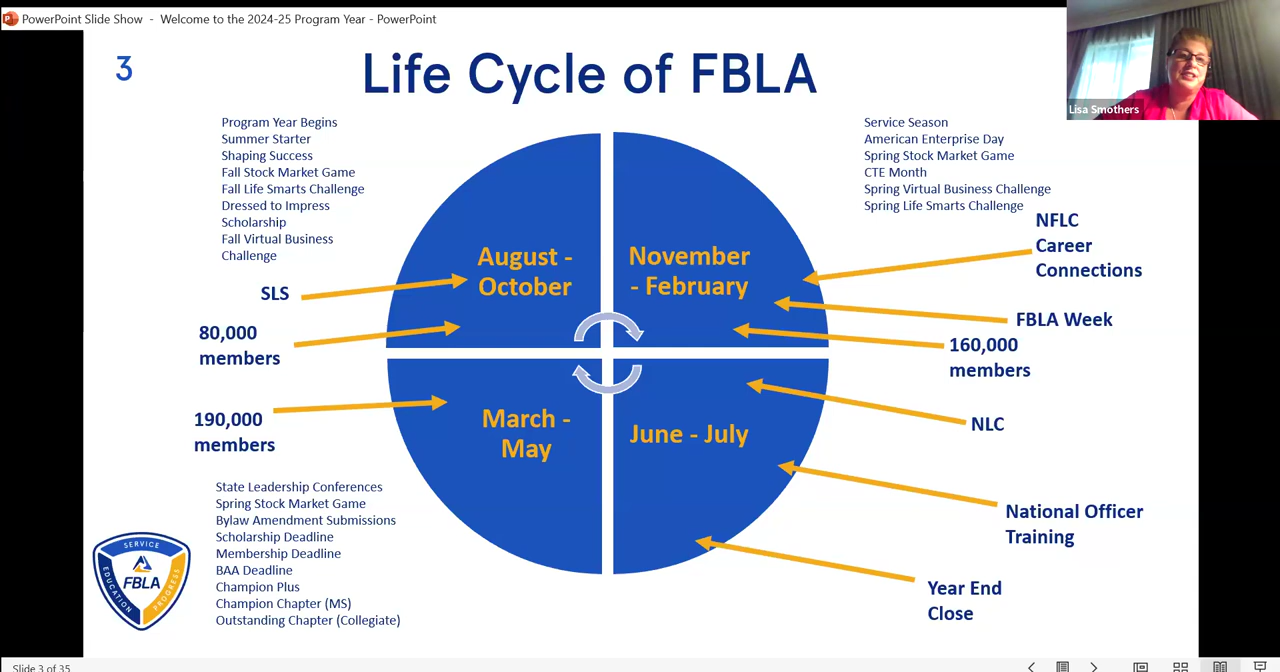 PowerPoint Slide Show - Welcome to the 2024-25 Program Year - PowerPoint
Lisa Smothers
3
Life Cycle of FBLA
Program Year Begins
Summer Starter
Shaping Success
Fall Stock Market Game
Fall Life Smarts Challenge
Dressed to Impress
Scholarship
Fall Virtual Business
Challenge
SLS
80,000
members
August -
October
Service Season
American Enterprise Day
Spring Stock Market Game
CTE Month
Spring Virtual Business Challenge
Spring Life Smarts Challenge
November
- February
NFLC
Career
Connections
FBLA Week
160,000
members
190,000
members
March -
May
June - July
NLC
National Officer
Training
Year End
Close
State Leadership Conferences
Spring Stock Market Game
Bylaw Amendment Submissions
Scholarship Deadline
Membership Deadline
BAA Deadline
Champion Plus
Champion Chapter (MS)
Outstanding Chapter (Collegiate)
SERVICE
FBLA
EDUCATION
PROGRESS
Slide 3 of 35